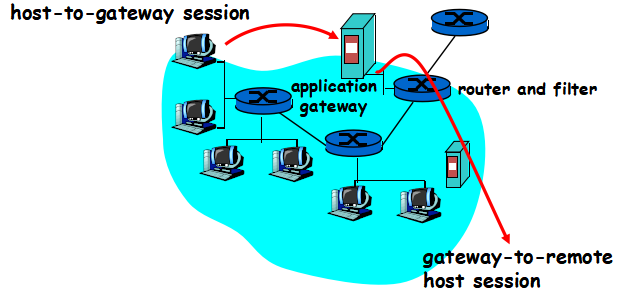 host-to-gateway session
application
gateway
router and filter
gateway-to-remote
host session